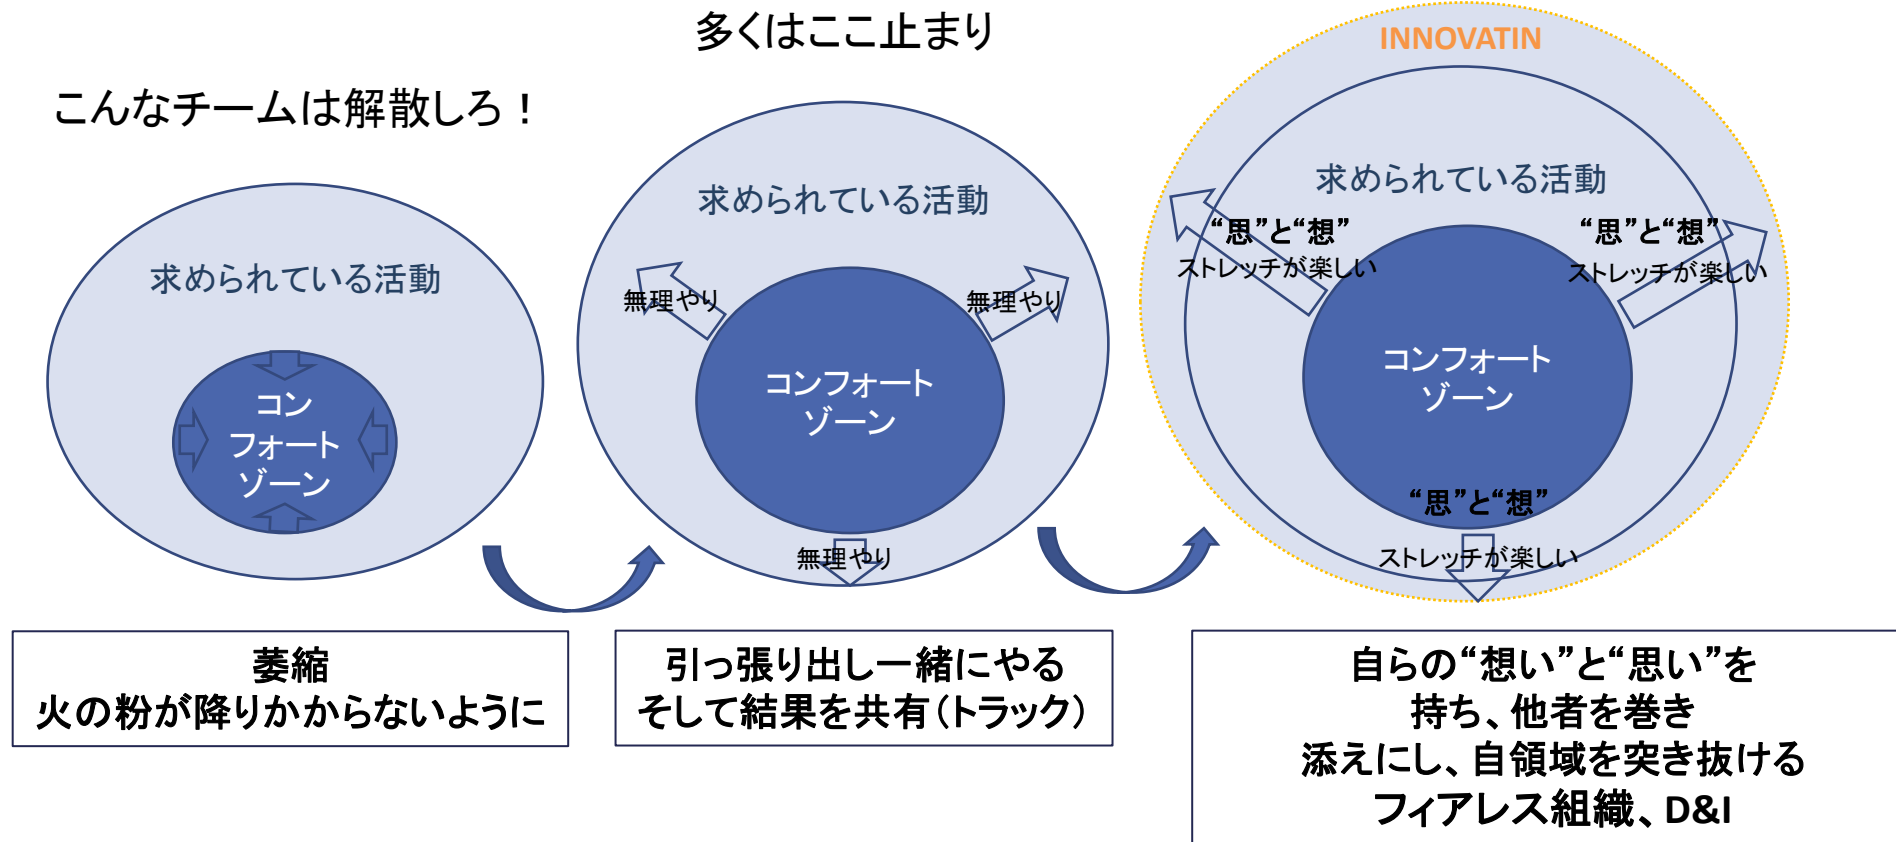 多くはここ止まり
こんなチームは解散しろ！
求められている活動
コン
フォート
ゾーン
萎縮
火の粉が降りかからないように
求められている活動
無理やり
無理やり
コンフォート
ゾーン
無理やり
引っ張り出し一緒にやる
そして結果を共有（トラック）
INNOVATIN
求められている活動
“思”と“想”
ストレッチが楽しい
“思”と“想”
ストレッチが楽しい
コンフォート
ゾーン
“思”と“想”
ストレッチが楽しい
自らの“想い”と“思い”を
持ち、他者を巻き
添えにし、自領域を突き抜ける
フィアレス組織、D&I